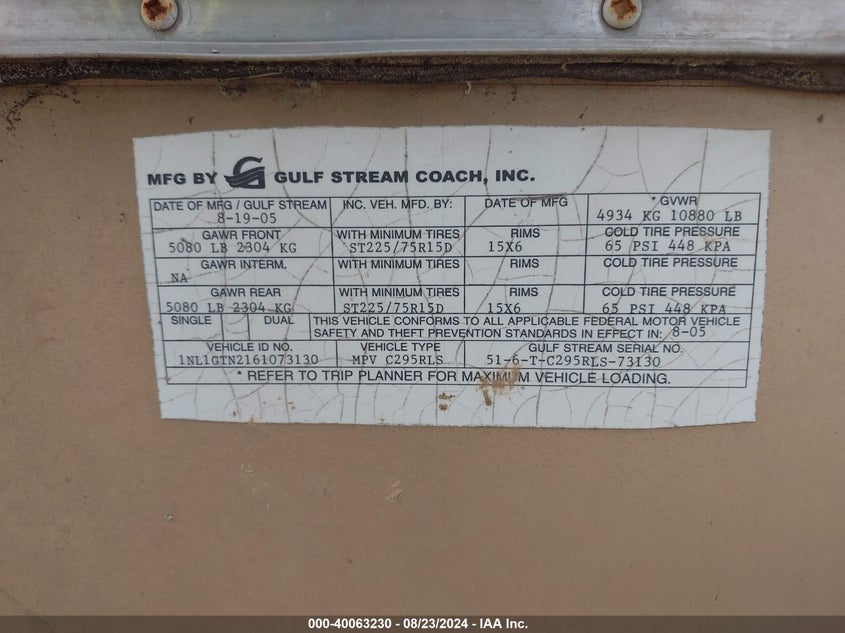 MFG BY GULF STREAM COACH, INC.
DATE OF MFG / GULF STREAM INC. VEH. MFD. BY: DATE OF MFG * GVWR
8-19-05 4934 KG 10880 LB
GAWR FRONT WITH MINIMUM TIRES RIMS COLD TIRE PRESSURE
5080 LB 2304 KG ST225/75R15D 15X6 65 PSI 448 KPA
GAWR INTERM. WITH MINIMUM TIRES RIMS COLD TIRE PRESSURE
NA
GAWR REAR WITH MINIMUM TIRES RIMS COLD TIRE PRESSURE
5080 LB 2304 KG ST225/75R15D 15X6 65 PSI 448 KPA
SINGLE DUAL THIS VEHICLE CONFORMS TO ALL APPLICABLE FEDERAL MOTOR VEHICLE
SAFETY AND THEFT PREVENTION STANDARDS IN EFFECT IN: 8-05
VEHICLE ID NO. VEHICLE TYPE GULF STREAM SERIAL NO.
1NL1GTN2161073130 MPV C295RLS 51-6-T-C295RLS-73130
* REFER TO TRIP PLANNER FOR MAXIMUM VEHICLE LOADING.
000-40063230 - 08/23/2024 - IAA Inc.